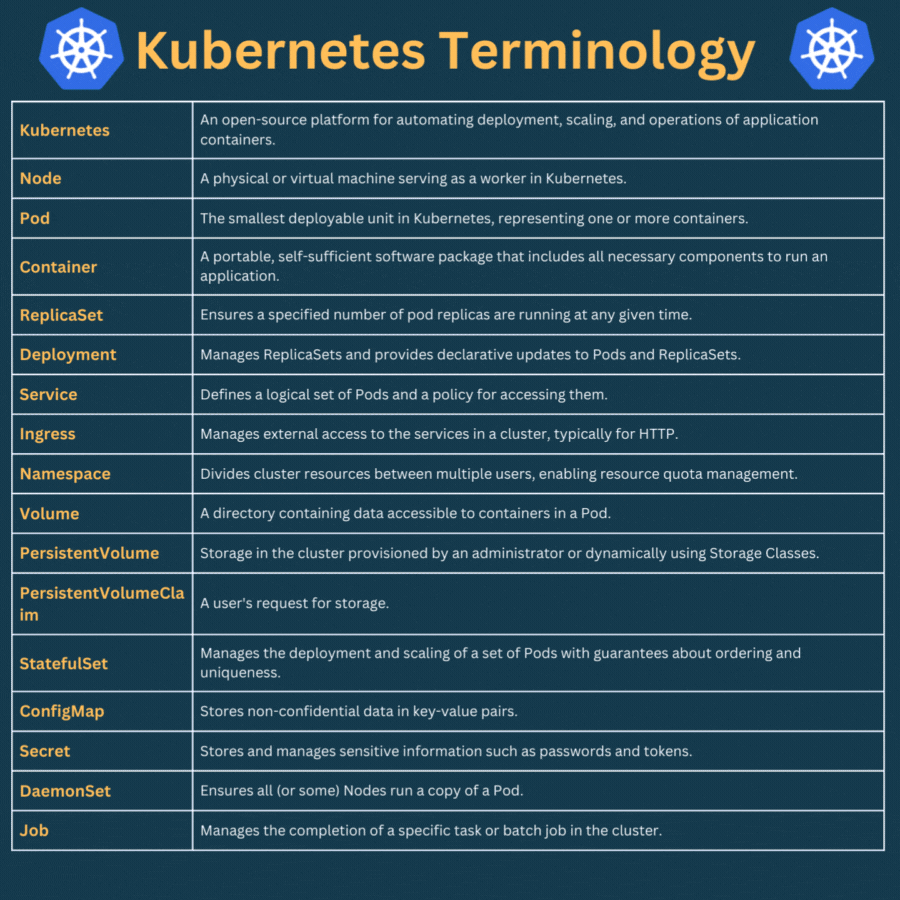 Kubernetes Terminology
Kubernetes
An open-source platform for automating deployment, scaling, and operations of application
containers.
Node
A physical or virtual machine serving as a worker in Kubernetes.
Pod
The smallest deployable unit in Kubernetes, representing one or more containers.
Container
A portable, self-sufficient software package that includes all necessary components to run an
application.
ReplicaSet
Ensures a specified number of pod replicas are running at any given time.
Deployment
Manages ReplicaSets and provides declarative updates to Pods and ReplicaSets.
Service
Defines a logical set of Pods and a policy for accessing them.
Ingress
Manages external access to the services in a cluster, typically for HTTP.
Namespace
Divides cluster resources between multiple users, enabling resource quota management.
Volume
A directory containing data accessible to containers in a Pod.
PersistentVolume
Storage in the cluster provisioned by an administrator or dynamically using Storage Classes.
PersistentVolumeCla
im
A user's request for storage.
StatefulSet
Manages the deployment and scaling of a set of Pods with guarantees about ordering and
uniqueness.
ConfigMap
Stores non-confidential data in key-value pairs.
Secret
Stores and manages sensitive information such as passwords and tokens.
DaemonSet
Ensures all (or some) Nodes run a copy of a Pod.
Job
Manages the completion of a specific task or batch job in the cluster.